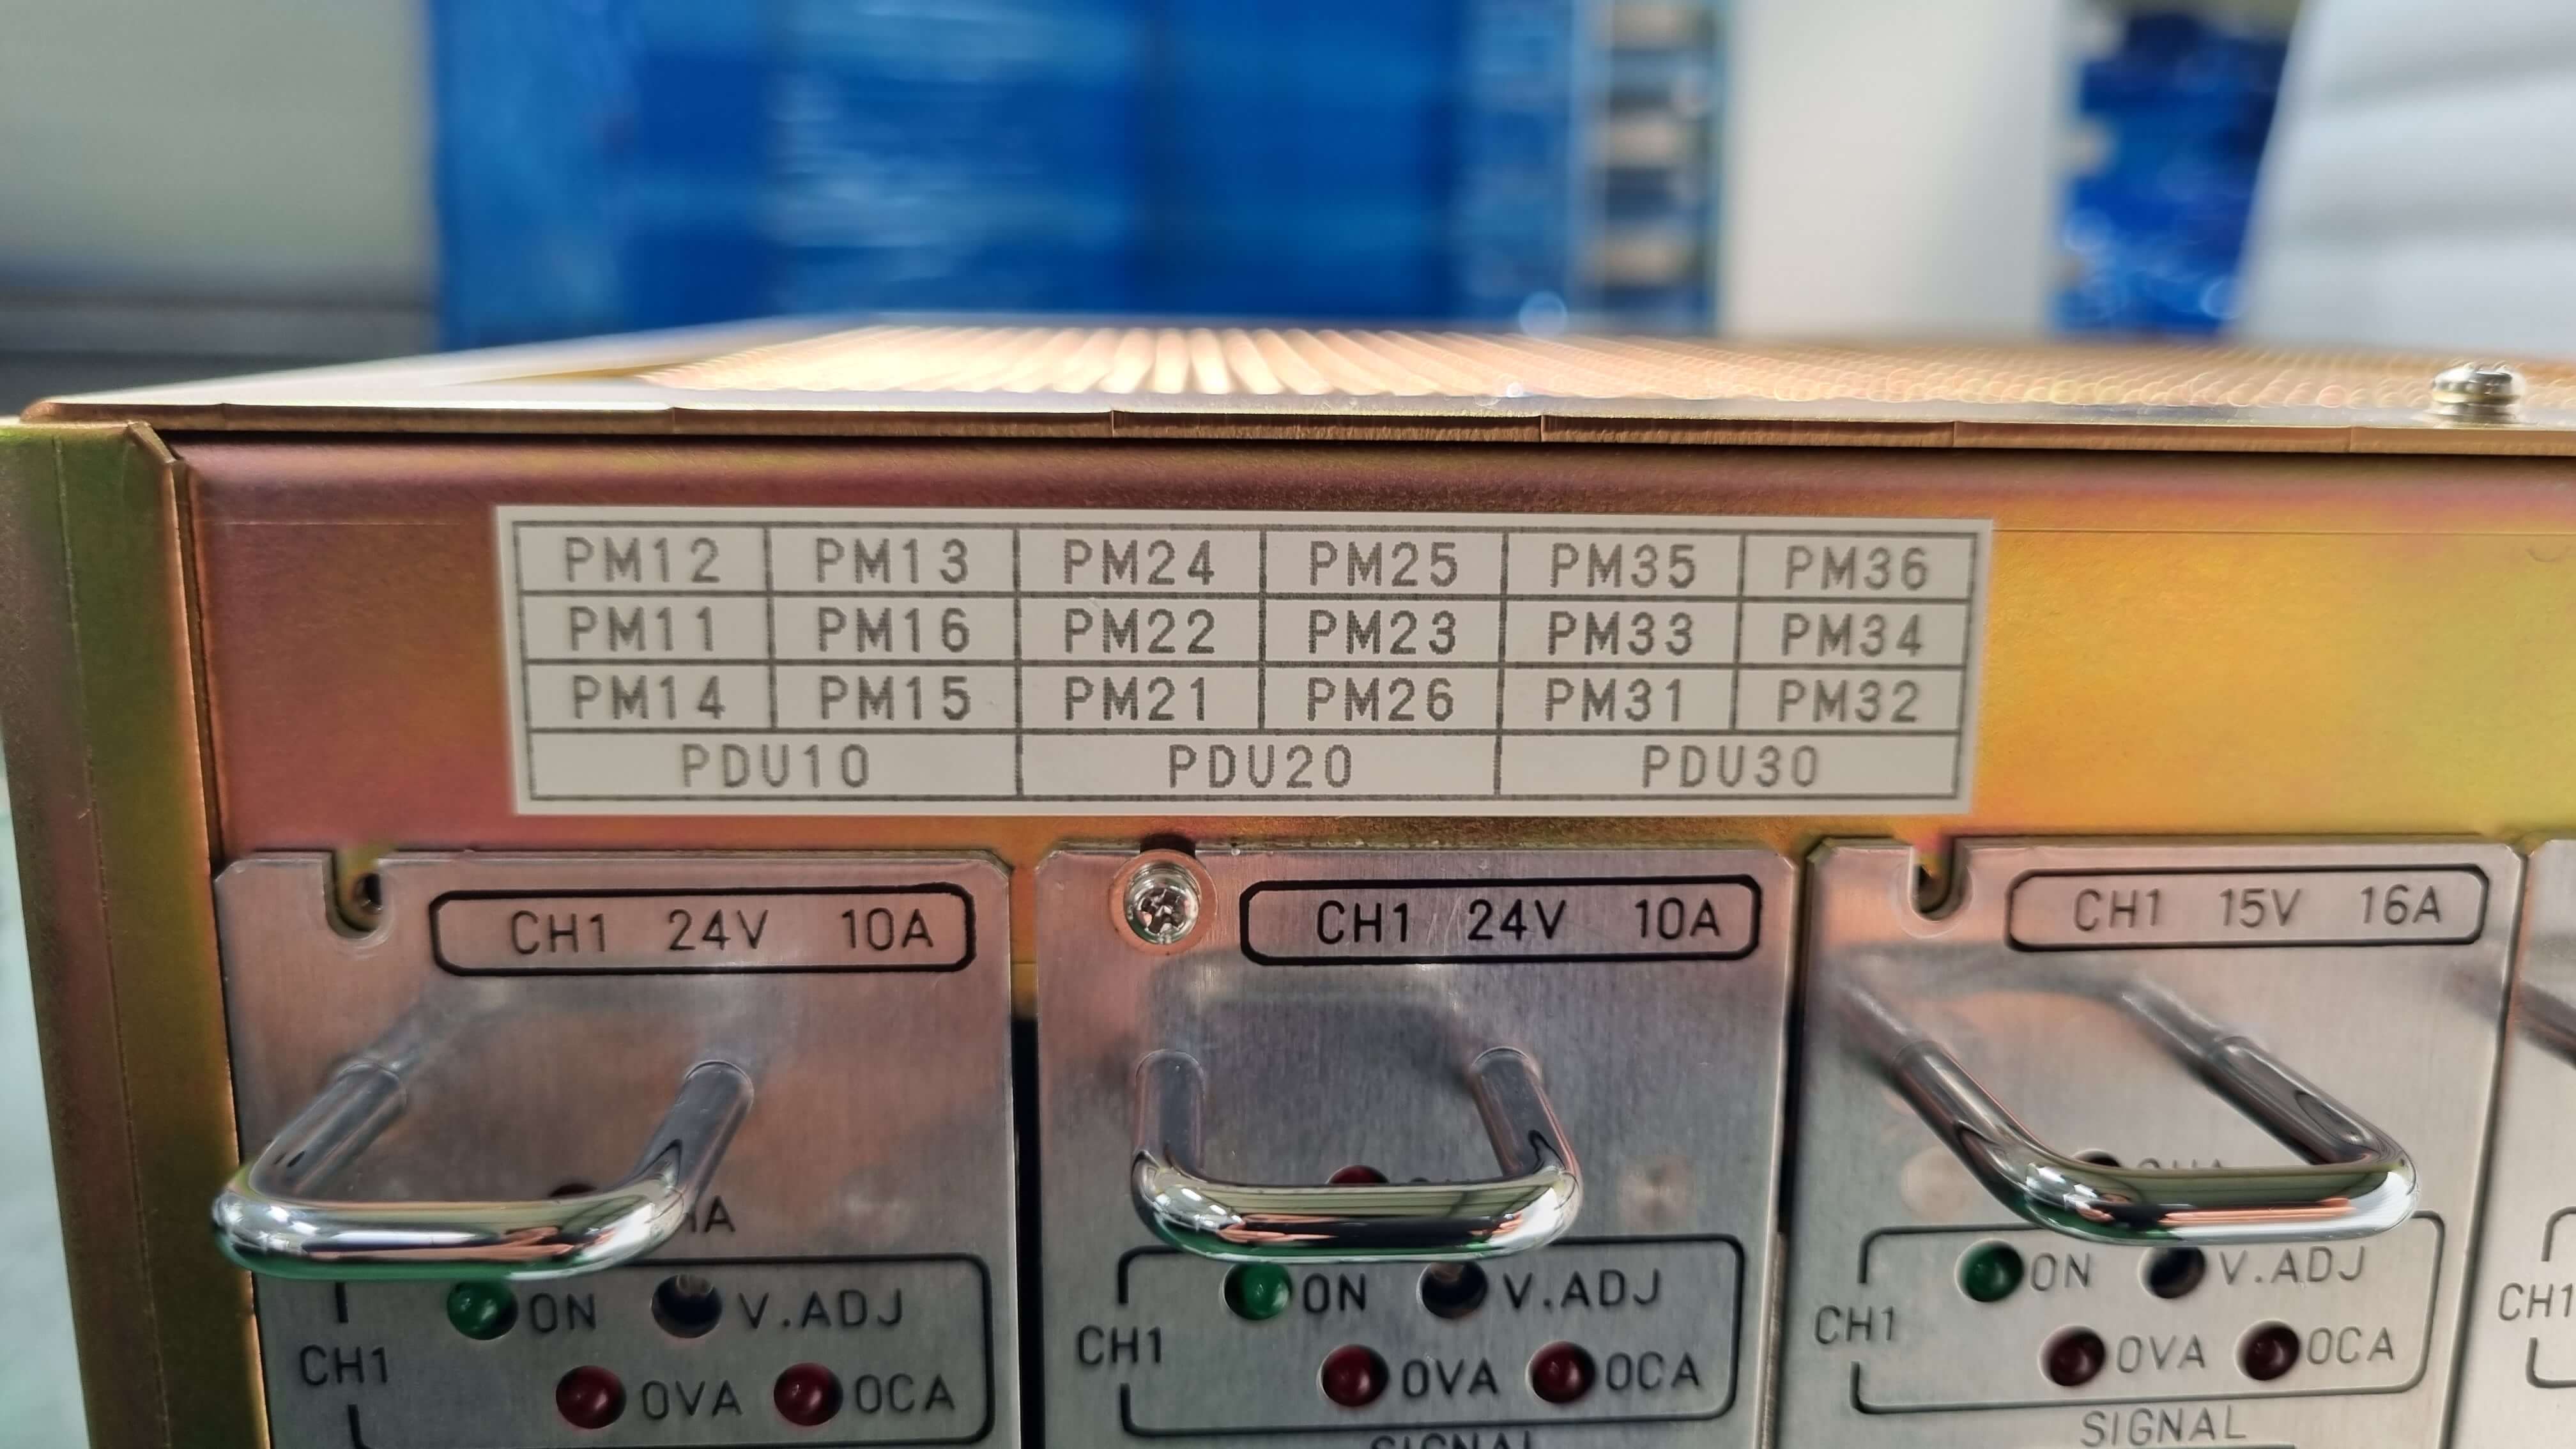 PM12 PM13 PM24 PM25 PM35 PM36
PM11 PM16 PM22 PM23 PM33 PM34
PM14 PM15 PM21 PM26 PM31 PM32
PDU10 PDU20 PDU30
CH1 24V 10A
CH1 24V 10A
CH1 15V 16A
ON V.ADJ
CH1
OVA OCA
ON V.ADJ
CH1
OVA OCA
SIGNAL
ON V.ADJ
CH1
OVA OCA
SIGNAL
CH1